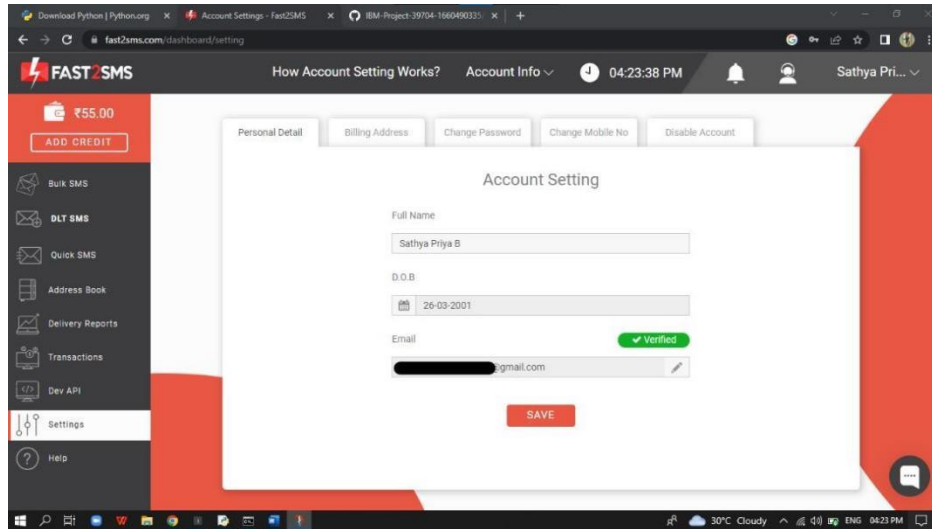 Download Python | Python.org
Account Settings - Fast2SMS
IBM-Project-39704-1660490335
fast2sms.com/dashboard/setting
FAST2SMS
How Account Setting Works?
Account Info
04:23:38 PM
Sathya Pri...
₹55.00
ADD CREDIT
Bulk SMS
DLT SMS
Quick SMS
Address Book
Delivery Reports
Transactions
Dev API
Settings
Help
Personal Detail
Billing Address
Change Password
Change Mobile No
Disable Account
Account Setting
Full Name
Sathya Priya B
D.O.B
26-03-2001
Email
Verified
@gmail.com
SAVE
30°C Cloudy
ENG
04:23 PM